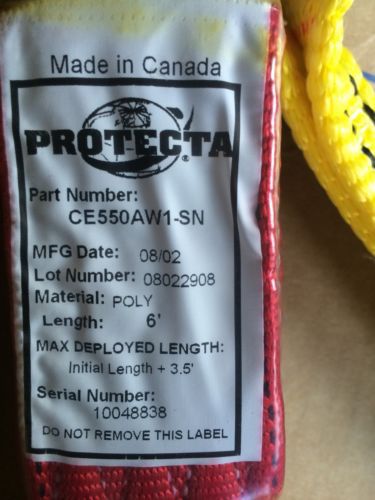 Made in Canada
PROTECTA
®
Part Number:
CE550AW1-SN
MFG Date: 08/02
Lot Number: 08022908
Material: POLY
Length: 6'
MAX DEPLOYED LENGTH:
Initial Length + 3.5'
Serial Number:
10048838
DO NOT REMOVE THIS LABEL